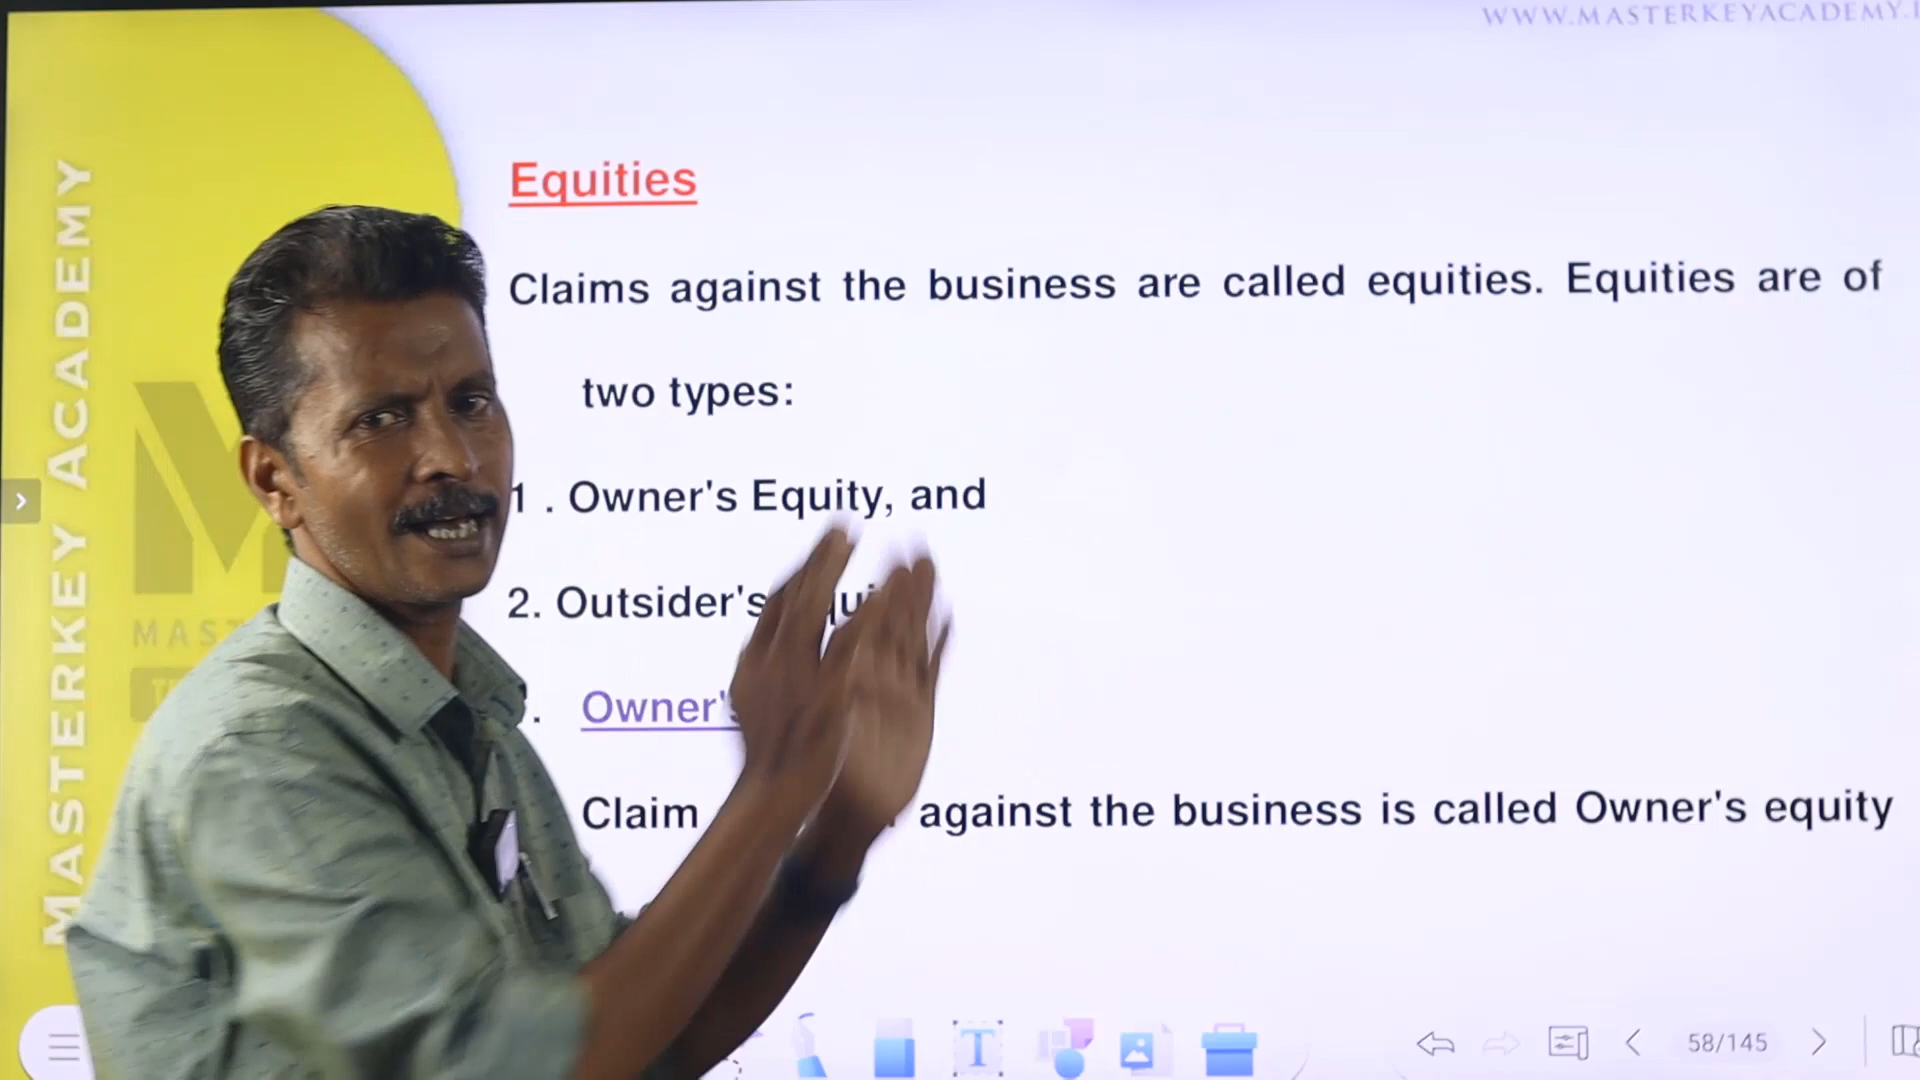 WWW.MASTERKEYACADEMY.I
MASTERKEY ACADEMY
Equities
Claims against the business are called equities. Equities are of
two types:
1 . Owner's Equity, and
2. Outsider's
Owner's
Claim against the business is called Owner's equity
MAST
T
58/145